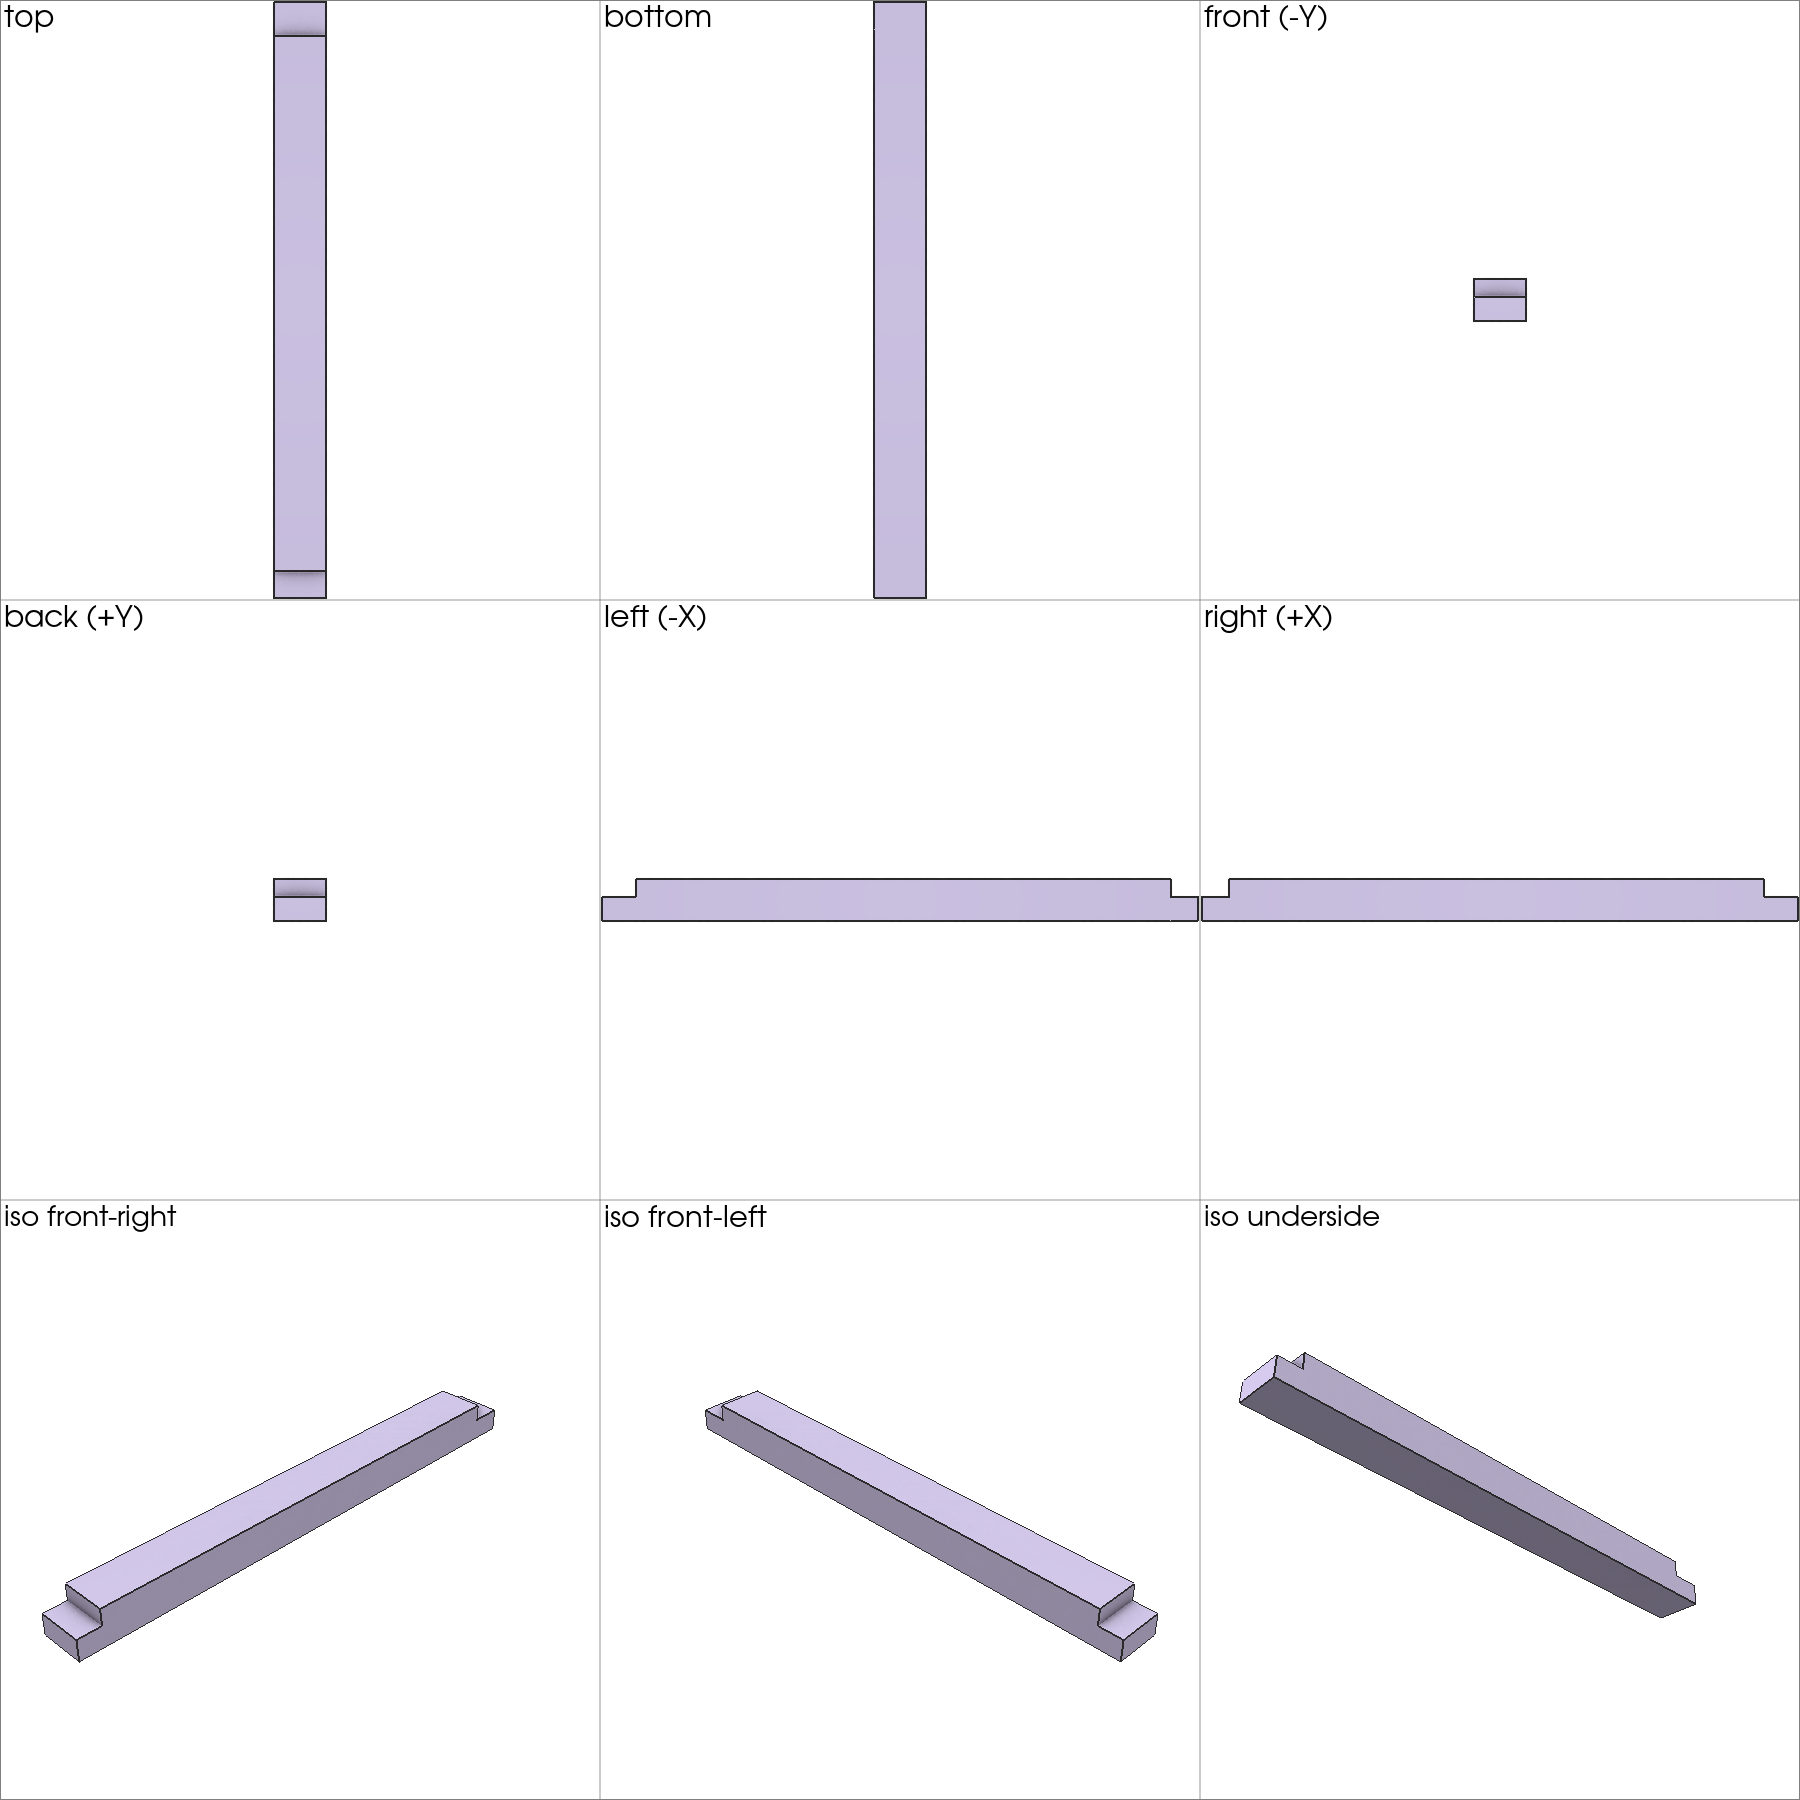 top
bottom
front (-Y)
back (+Y)
left (-X)
right (+X)
iso front-right
iso front-left
iso underside